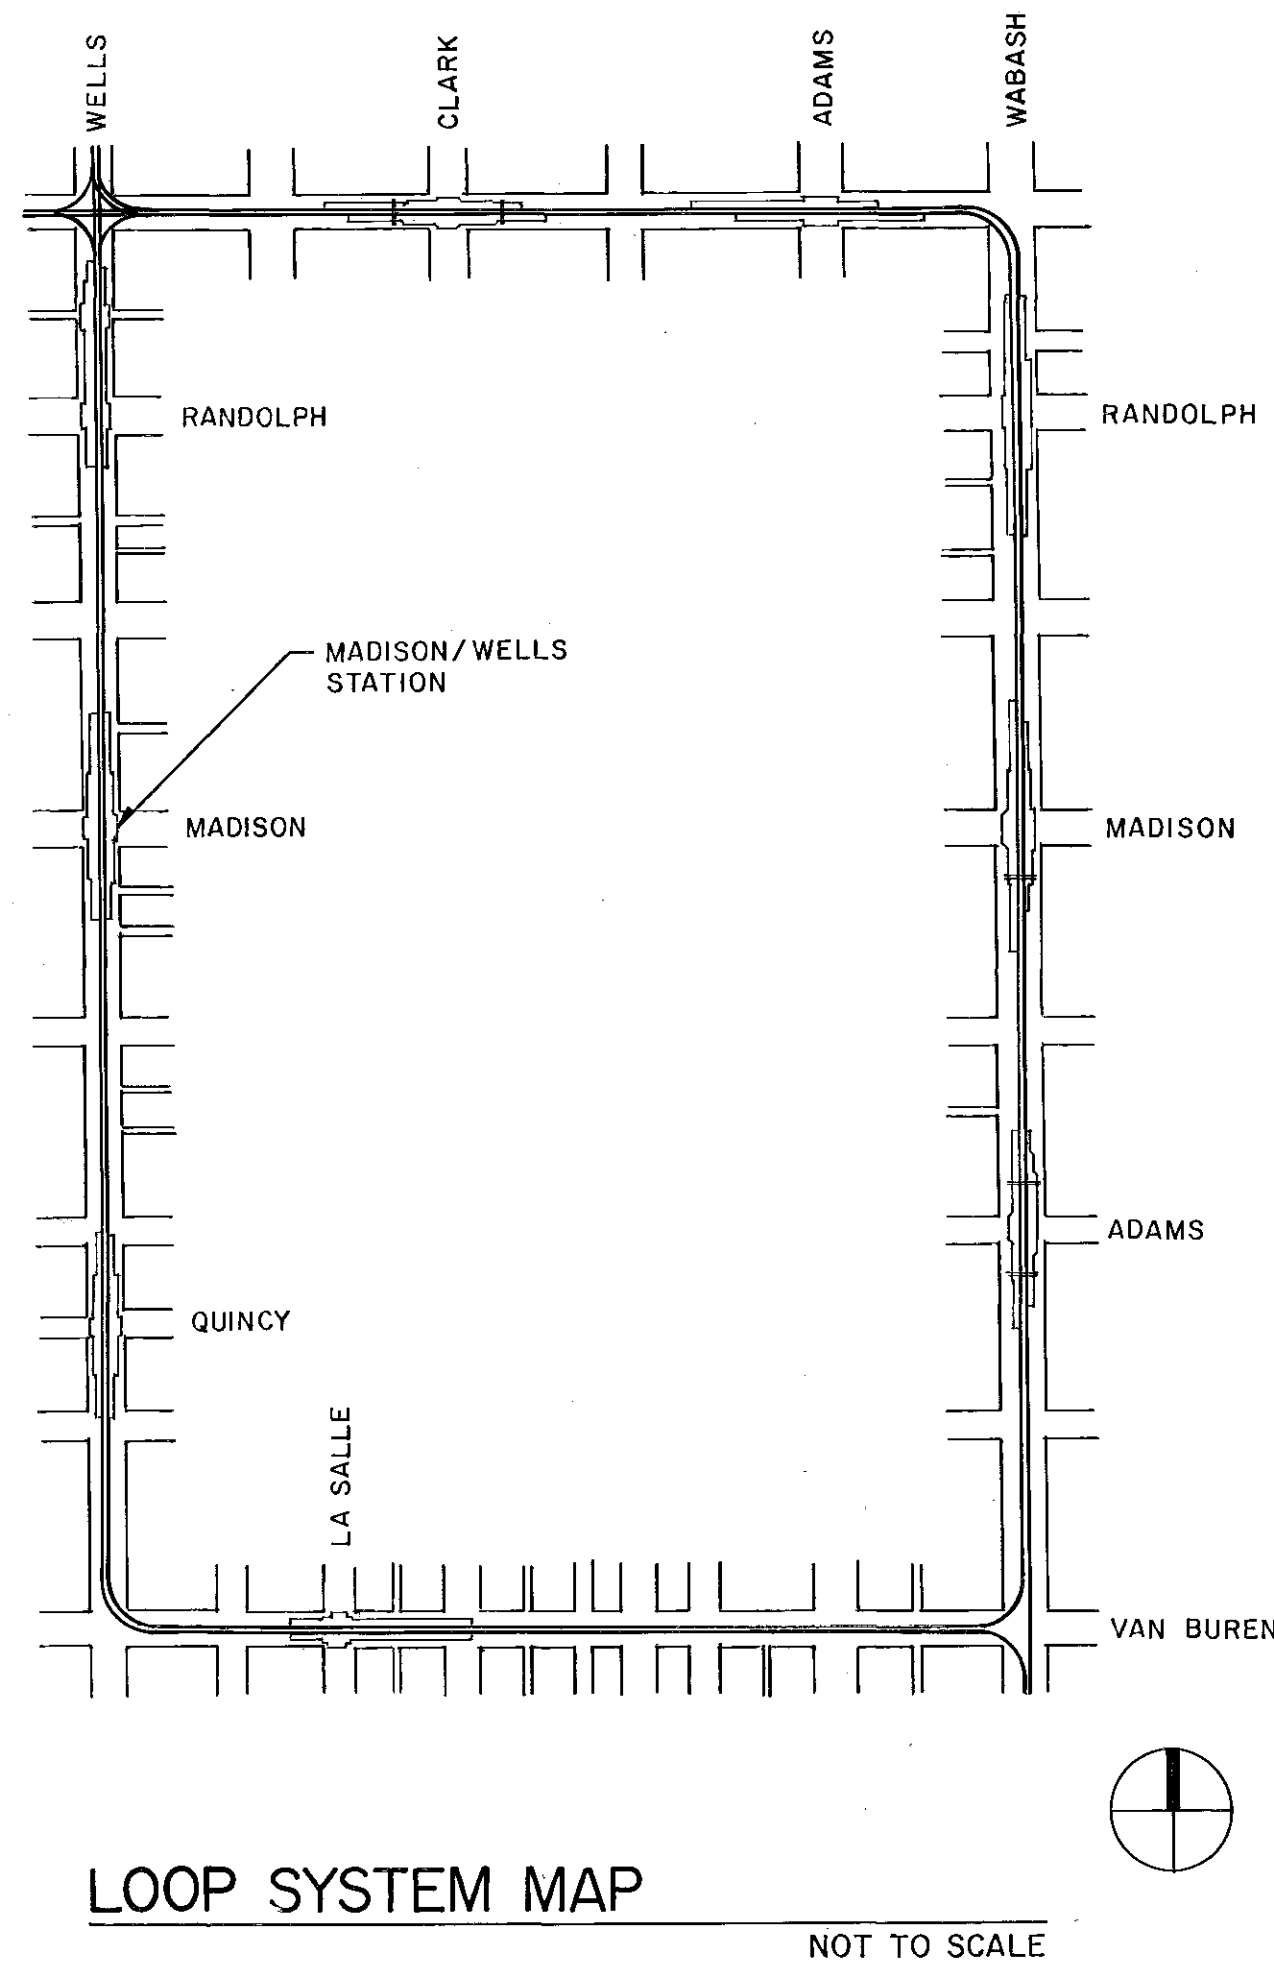 WELLS
CLARK
ADAMS
WABASH
RANDOLPH
RANDOLPH
MADISON/WELLS
STATION
MADISON
MADISON
ADAMS
QUINCY
LA SALLE
VAN BUREN
LOOP SYSTEM MAP
NOT TO SCALE